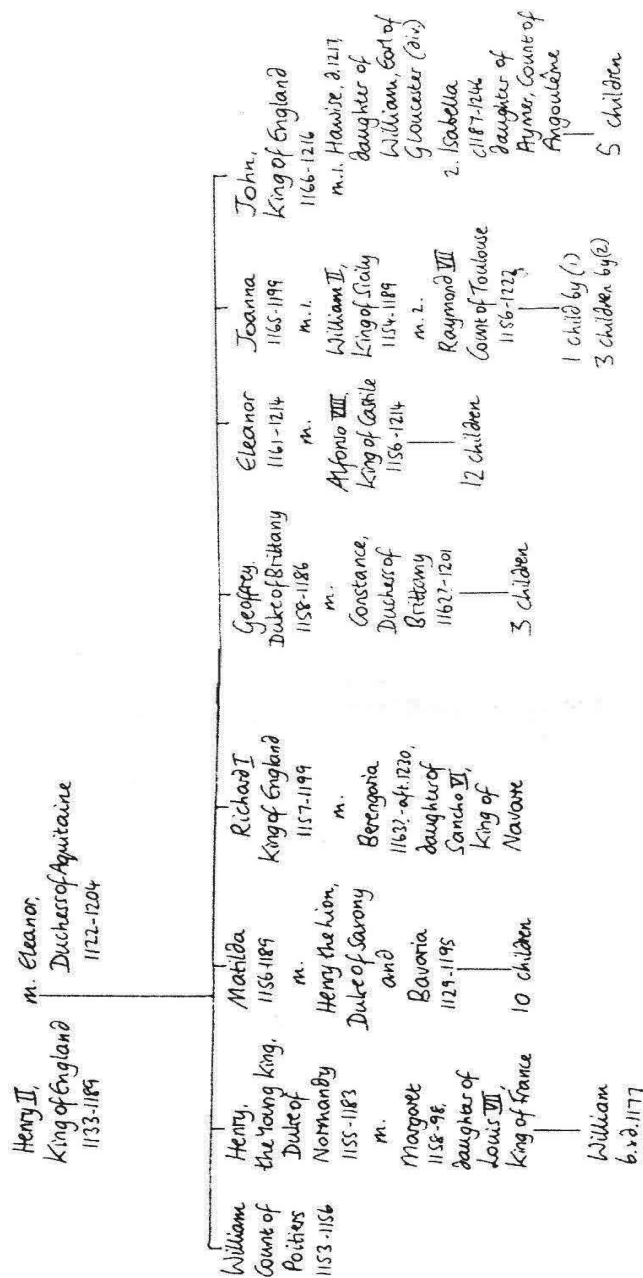 Henry II,
King of England
1133-1189
m. Eleanor,
Duchess of Aquitaine
1122-1204
William
Count of
Poitiers
1153-1156
Henry,
the Young King,
Duke of
Normandy
1155-1183
m.
Margaret
1158-98,
daughter of
Louis VII,
King of France
William
b.&d.1177
Matilda
1156-1189
m.
Henry the Lion,
Duke of Saxony
and
Bavaria
1129-1195
10 children
Richard I
King of England
1157-1199
m.
Berengaria
1163?-aft.1230,
daughter of
Sancho VI,
King of
Navarre
Geoffrey,
Duke of Brittany
1158-1186
m.
Constance,
Duchess of
Brittany
1162?-1201
3 children
Eleanor
1161-1214
m.
Alfonso VIII,
King of Castile
1156-1214
12 children
Joanna
1165-1199
m.1.
William II,
King of Sicily
1154-1189
m.2.
Raymond VII
Count of Toulouse
1156-1222
1 child by (1)
3 children by (2)
John,
King of England
1166-1216
m.1. Hawise, d.1217,
daughter of
William, Earl of
Gloucester (div.)
2. Isabella
c1187-1246
daughter of
Aymer, Count of
Angoulême
5 children